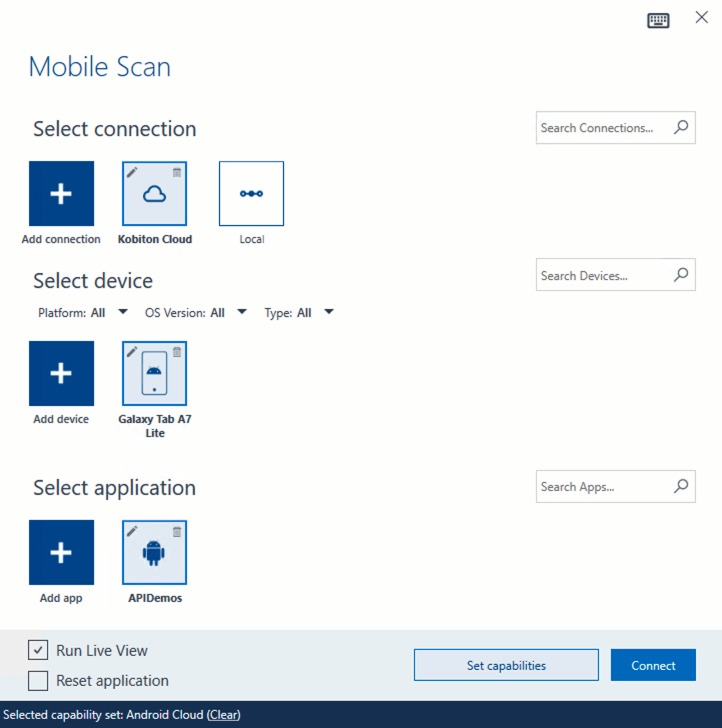 Mobile Scan
Select connection
Search Connections...
Add connection
Kobiton Cloud
Local
Select device
Search Devices...
Platform: All
OS Version: All
Type: All
Add device
Galaxy Tab A7
Lite
Select application
Search Apps...
Add app
APIDemos
Run Live View
Reset application
Set capabilities
Connect
Selected capability set: Android Cloud (Clear)